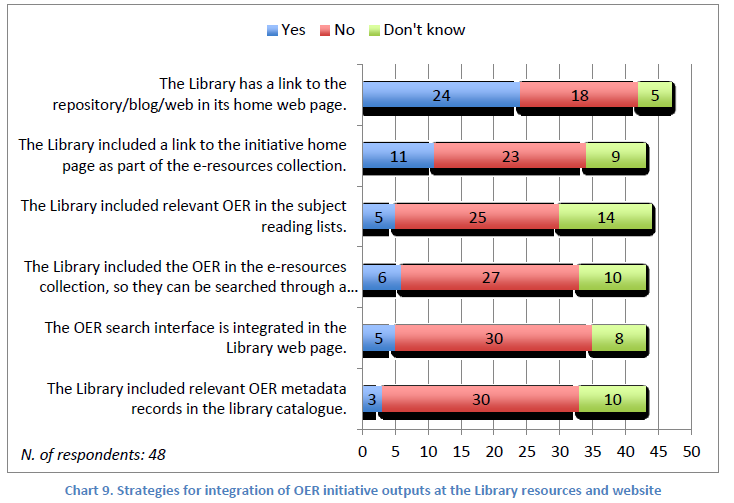 Yes No Don't know
The Library has a link to the
repository/blog/web in its home web page.
24 18 5
The Library included a link to the initiative home
page as part of the e-resources collection.
11 23 9
The Library included relevant OER in the subject
reading lists.
5 25 14
The Library included the OER in the e-resources
collection, so they can be searched through a...
6 27 10
The OER search interface is integrated in the
Library web page.
5 30 8
The Library included relevant OER metadata
records in the library catalogue.
3 30 10
N. of respondents: 48
0 5 10 15 20 25 30 35 40 45 50
Chart 9. Strategies for integration of OER initiative outputs at the Library resources and website